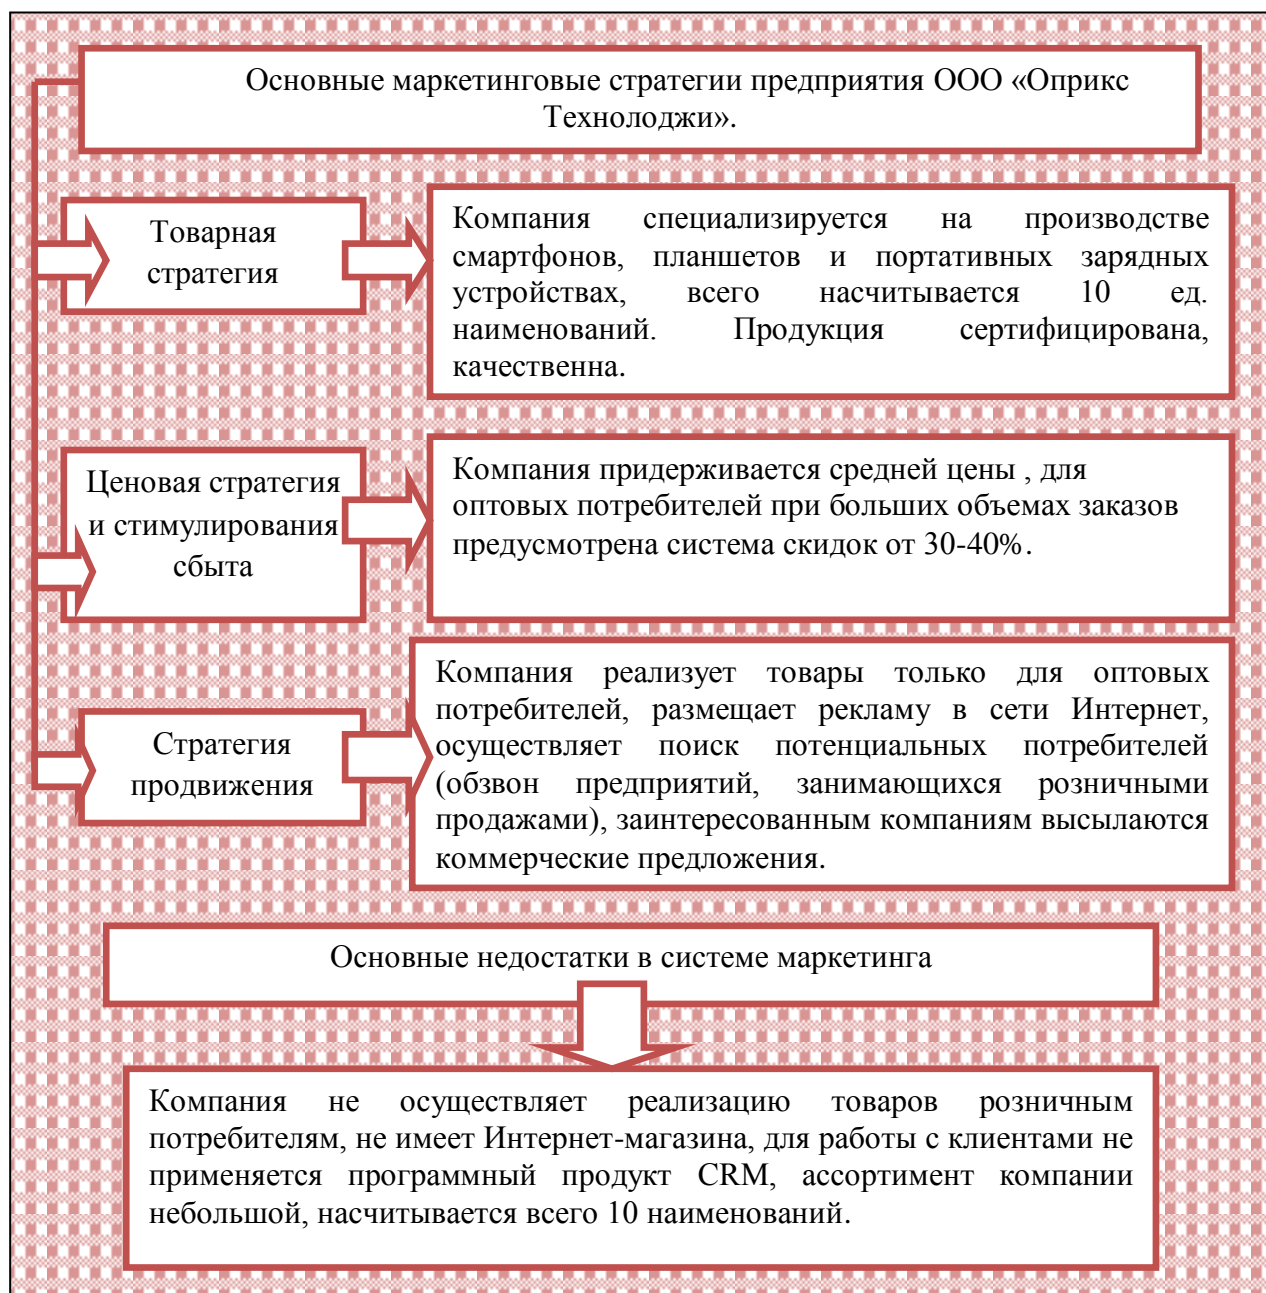 Основные маркетинговые стратегии предприятия ООО «Оприкс
Технолоджи».
Товарная
стратегия
Компания специализируется на производстве
смартфонов, планшетов и портативных зарядных
устройствах, всего насчитывается 10 ед.
наименований. Продукция сертифицирована,
качественна.
Ценовая стратегия
и стимулирования
сбыта
Компания придерживается средней цены , для
оптовых потребителей при больших объемах заказов
предусмотрена система скидок от 30-40%.
Стратегия
продвижения
Компания реализует товары только для оптовых
потребителей, размещает рекламу в сети Интернет,
осуществляет поиск потенциальных потребителей
(обзвон предприятий, занимающихся розничными
продажами), заинтересованным компаниям высылаются
коммерческие предложения.
Основные недостатки в системе маркетинга
Компания не осуществляет реализацию товаров розничным
потребителям, не имеет Интернет-магазина, для работы с клиентами не
применяется программный продукт CRM, ассортимент компании
небольшой, насчитывается всего 10 наименований.